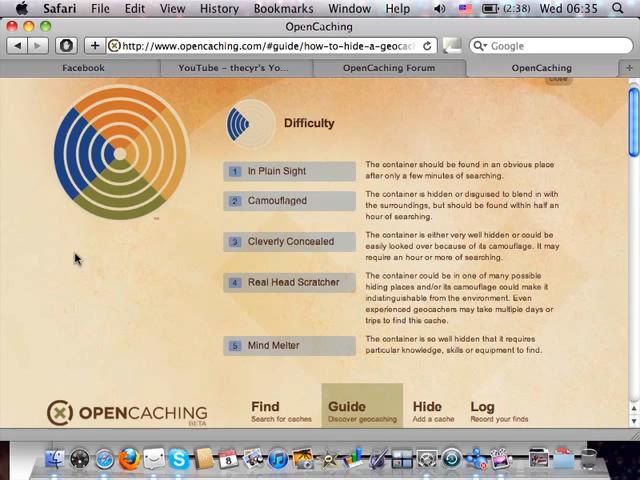 Safari File Edit View History Bookmarks Window Help (2:38) Wed 06:35
OpenCaching
http://www.opencaching.com/#guide/how-to-hide-a-geocac
Google
Facebook YouTube - thecyr's Yo... OpenCaching Forum OpenCaching
close
Difficulty
1 In Plain Sight
The container should be found in an obvious place
after only a few minutes of searching.
2 Camouflaged
The container is hidden or disguised to blend in with
the surroundings, but should be found within half an
hour of searching.
3 Cleverly Concealed
The container is either very well hidden or could be
easily looked over because of its camouflage. It may
require an hour or more of searching.
4 Real Head Scratcher
The container could be in one of many possible
hiding places and/or its camouflage could make it
indistinguishable from the environment. Even
experienced geocachers may take multiple days or
trips to find this cache.
5 Mind Melter
The container is so well hidden that it requires
particular knowledge, skills or equipment to find.
OPENCACHING
BETA
Find
Search for caches
Guide
Discover geocaching
Hide
Add a cache
Log
Record your finds
8